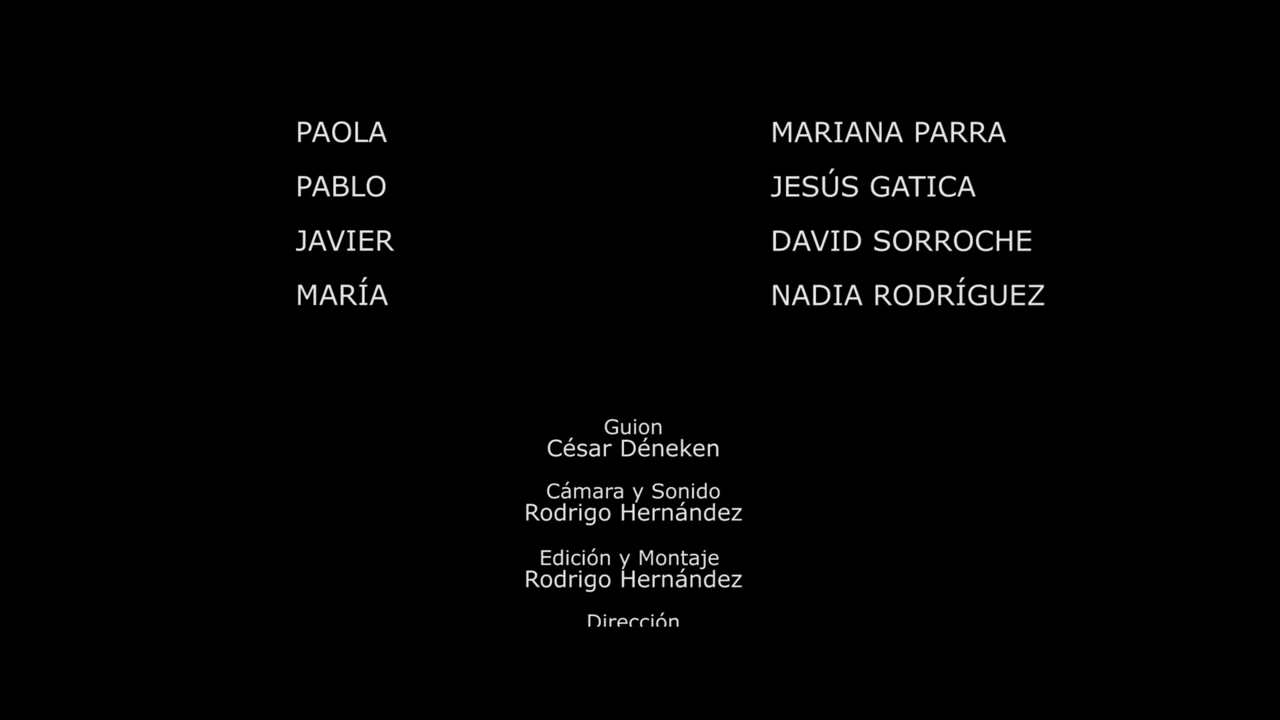 PAOLA MARIANA PARRA
PABLO JESÚS GATICA
JAVIER DAVID SORROCHE
MARÍA NADIA RODRÍGUEZ
Guion
César Déneken
Cámara y Sonido
Rodrigo Hernández
Edición y Montaje
Rodrigo Hernández
Dirección